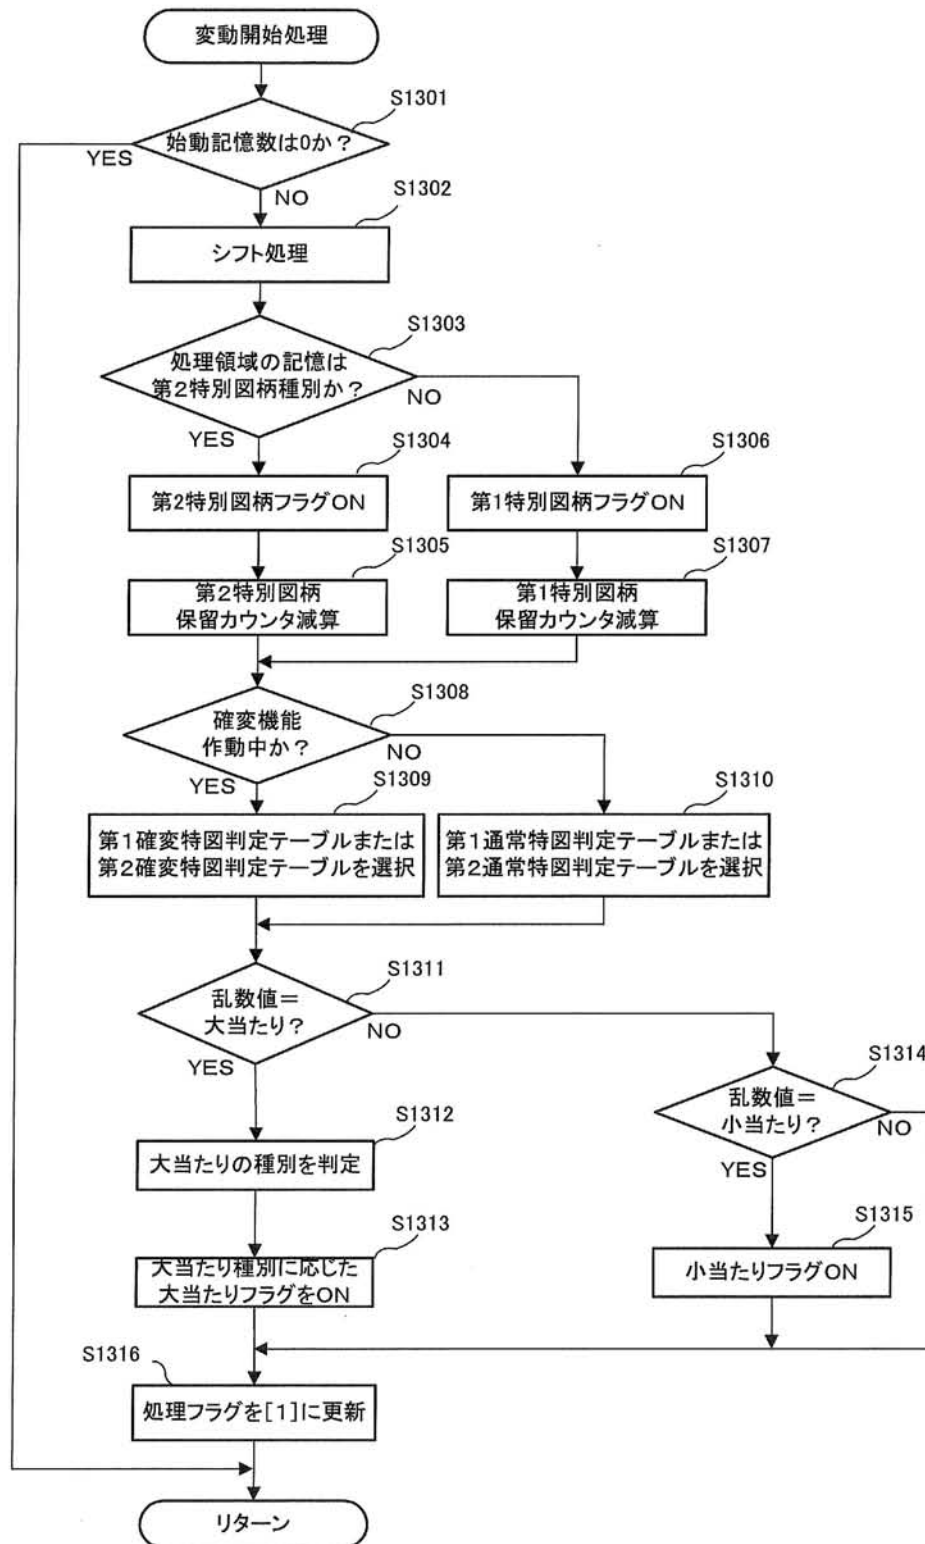 変動開始処理
S1301
始動記憶数は0か？
YES
NO
S1302
シフト処理
S1303
処理領域の記憶は
第2特別図柄種別か？
NO
YES
S1304
S1306
第2特別図柄フラグON
第1特別図柄フラグON
S1305
S1307
第2特別図柄
保留カウンタ減算
第1特別図柄
保留カウンタ減算
S1308
確変機能
作動中か？
NO
YES
S1309
S1310
第1確変特図判定テーブルまたは
第2確変特図判定テーブルを選択
第1通常特図判定テーブルまたは
第2通常特図判定テーブルを選択
S1311
乱数値＝
大当たり？
NO
YES
S1314
乱数値＝
小当たり？
NO
YES
S1312
大当たりの種別を判定
S1313
大当たり種別に応じた
大当たりフラグをON
S1315
小当たりフラグON
S1316
処理フラグを[1]に更新
リターン